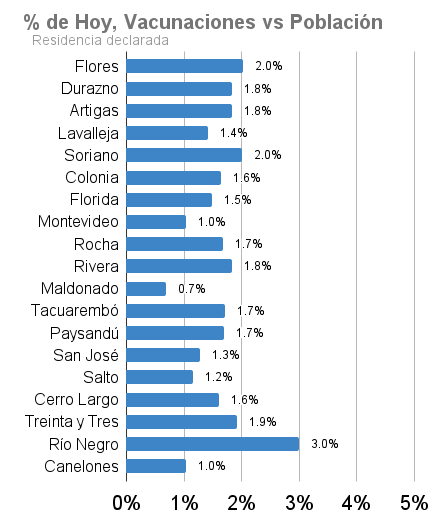 % de Hoy, Vacunaciones vs Población
Residencia declarada
Flores 2.0%
Durazno 1.8%
Artigas 1.8%
Lavalleja 1.4%
Soriano 2.0%
Colonia 1.6%
Florida 1.5%
Montevideo 1.0%
Rocha 1.7%
Rivera 1.8%
Maldonado 0.7%
Tacuarembó 1.7%
Paysandú 1.7%
San José 1.3%
Salto 1.2%
Cerro Largo 1.6%
Treinta y Tres 1.9%
Río Negro 3.0%
Canelones 1.0%
0% 1% 2% 3% 4% 5%